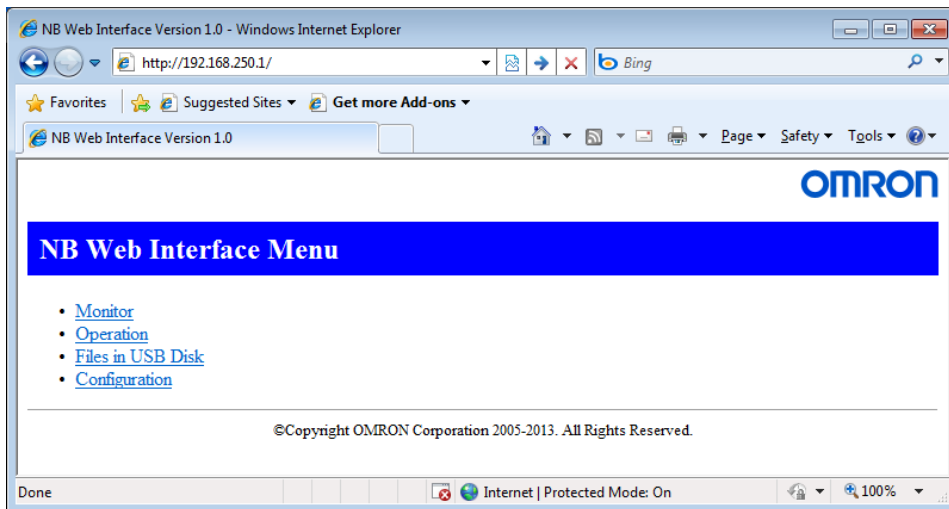 NB Web Interface Version 1.0 - Windows Internet Explorer
http://192.168.250.1/
Bing
Favorites
Suggested Sites
Get more Add-ons
NB Web Interface Version 1.0
Page
Safety
Tools
OMRON
NB Web Interface Menu
• Monitor
• Operation
• Files in USB Disk
• Configuration
©Copyright OMRON Corporation 2005-2013. All Rights Reserved.
Done
Internet | Protected Mode: On
100%